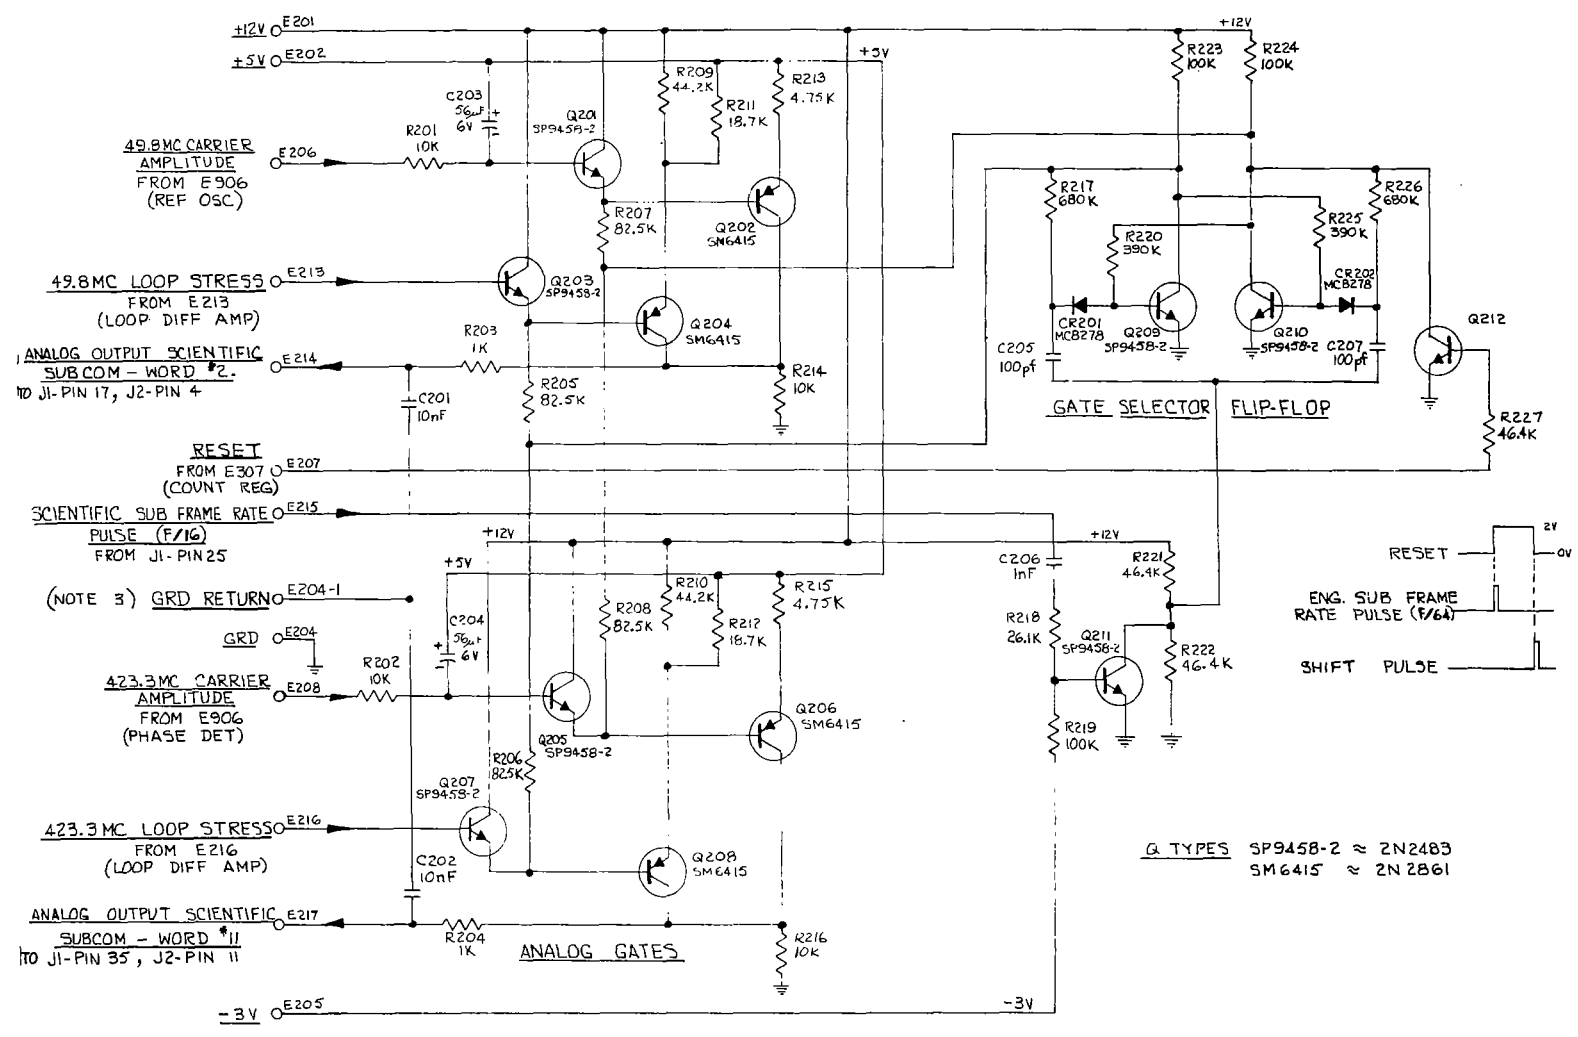 +12V E201
+5V E202
+12V
+5V
C203
56µF
6V
R201
10K
Q201
SP9458-2
R209
44.2K
R211
18.7K
R213
4.75K
R223
100K
R224
100K
49.8MC CARRIER
AMPLITUDE
FROM E906
(REF OSC)
E206
R207
82.5K
Q202
SM6415
R217
680K
R220
390K
R225
390K
R226
680K
CR202
MC8278
49.8MC LOOP STRESS
FROM E213
(LOOP DIFF AMP)
E213
Q203
SP9458-2
Q204
SM6415
CR201
MC8278
Q209
SP9458-2
Q210
SP9458-2
C207
100pf
Q212
C205
100pf
R203
1K
ANALOG OUTPUT SCIENTIFIC
SUBCOM - WORD #2.
TO J1-PIN 17, J2-PIN 4
E214
C201
10nF
R205
82.5K
R214
10K
GATE SELECTOR FLIP-FLOP
R227
46.4K
RESET
FROM E307
(COUNT REG)
E207
SCIENTIFIC SUB FRAME RATE
PULSE (F/16)
FROM J1-PIN25
E215
+12V
+5V
+12V
C206
1nF
R221
46.4K
RESET
2V
0V
ENG. SUB FRAME
RATE PULSE (F/64)
SHIFT PULSE
(NOTE 3) GRD RETURN E204-1
GRD E204
C204
56µF
6V
R208
82.5K
R210
44.2K
R212
18.7K
R215
4.75K
R218
26.1K
Q211
SP9458-2
R222
46.4K
R202
10K
423.3MC CARRIER
AMPLITUDE
FROM E906
(PHASE DET)
E208
Q205
SP9458-2
Q206
SM6415
R219
100K
R206
82.5K
Q207
SP9458-2
423.3MC LOOP STRESS
FROM E216
(LOOP DIFF AMP)
E216
C202
10nF
Q208
SM6415
Q TYPES SP9458-2 ≈ 2N2483
SM6415 ≈ 2N2861
ANALOG OUTPUT SCIENTIFIC
SUBCOM - WORD #11
TO J1-PIN 35, J2-PIN 11
E217
R204
1K
ANALOG GATES
R216
10K
-3V E205
-3V